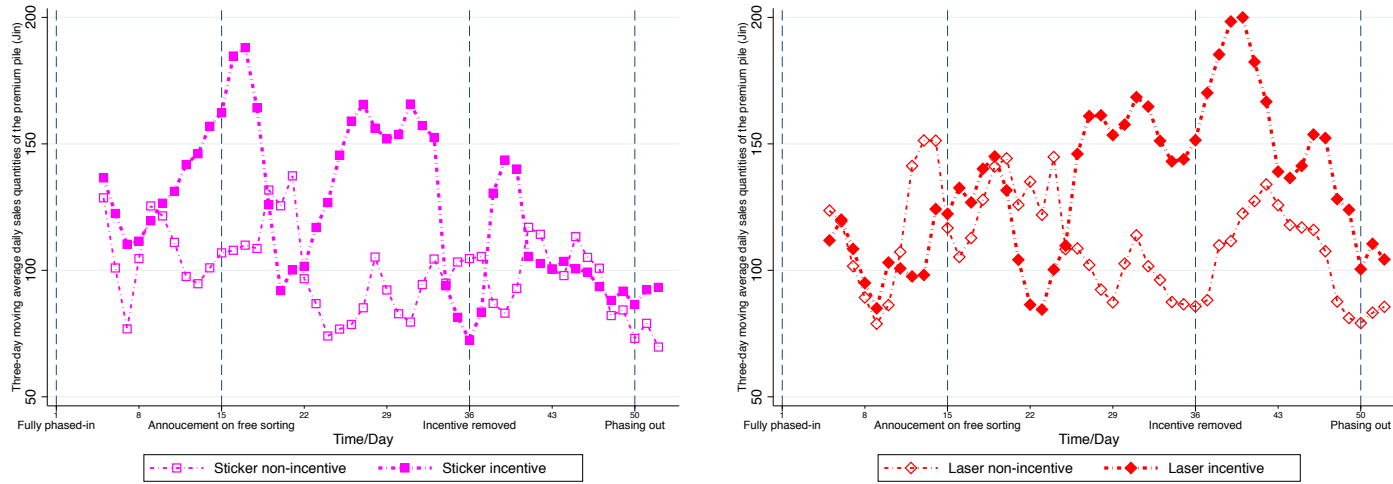 Three-day moving average daily sales quantities of the premium pile (Jin)
200
150
100
50
1 8 15 22 29 36 43 50
Fully phased-in Annoucement on free sorting Incentive removed Phasing out
Time/Day
Sticker non-incentive Sticker incentive
Three-day moving average daily sales quantities of the premium pile (Jin)
200
150
100
50
1 8 15 22 29 36 43 50
Fully phased-in Annoucement on free sorting Incentive removed Phasing out
Time/Day
Laser non-incentive Laser incentive